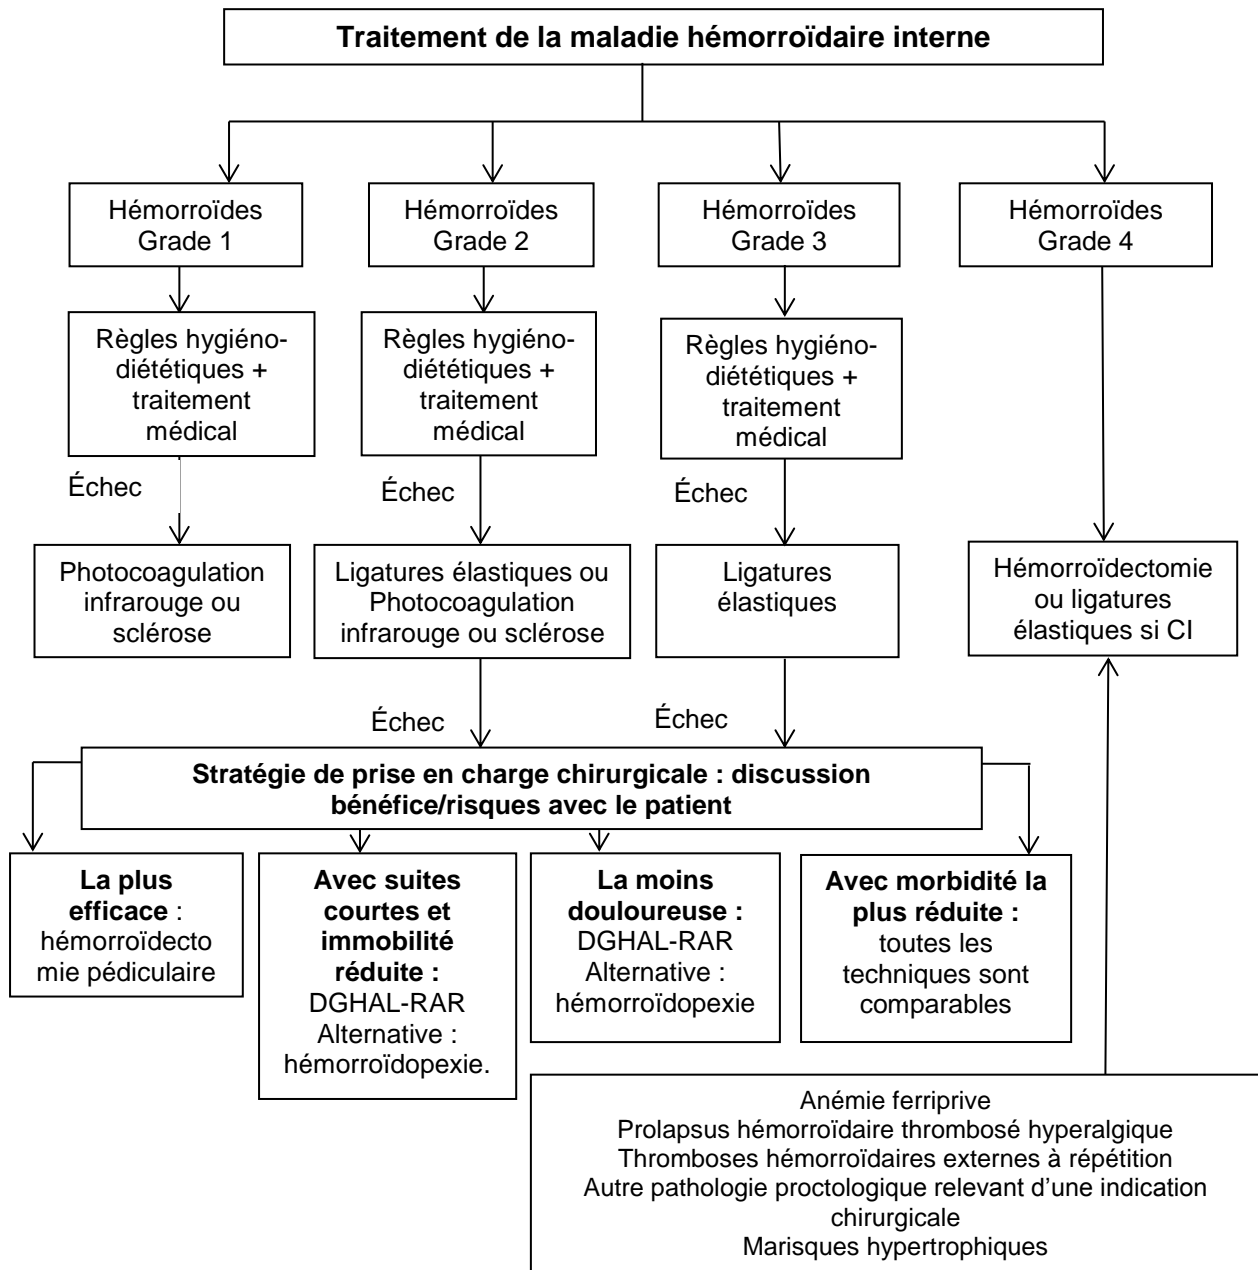 Traitement de la maladie hémorroïdaire interne
Hémorroïdes
Grade 1
Hémorroïdes
Grade 2
Hémorroïdes
Grade 3
Hémorroïdes
Grade 4
Règles hygiéno-
diététiques +
traitement
médical
Règles hygiéno-
diététiques +
traitement
médical
Règles hygiéno-
diététiques +
traitement
médical
Échec
Échec
Échec
Photocoagulation
infrarouge ou
sclérose
Ligatures élastiques ou
Photocoagulation
infrarouge ou sclérose
Ligatures
élastiques
Hémorroïdectomie
ou ligatures
élastiques si CI
Échec
Échec
Stratégie de prise en charge chirurgicale : discussion
bénéfice/risques avec le patient
La plus
efficace :
hémorroïdecto
mie pédiculaire
Avec suites
courtes et
immobilité
réduite :
DGHAL-RAR
Alternative :
hémorroïdopexie.
La moins
douloureuse :
DGHAL-RAR
Alternative :
hémorroïdopexie
Avec morbidité la
plus réduite :
toutes les
techniques sont
comparables
Anémie ferriprive
Prolapsus hémorroïdaire thrombosé hyperalgique
Thromboses hémorroïdaires externes à répétition
Autre pathologie proctologique relevant d’une indication
chirurgicale
Marisques hypertrophiques